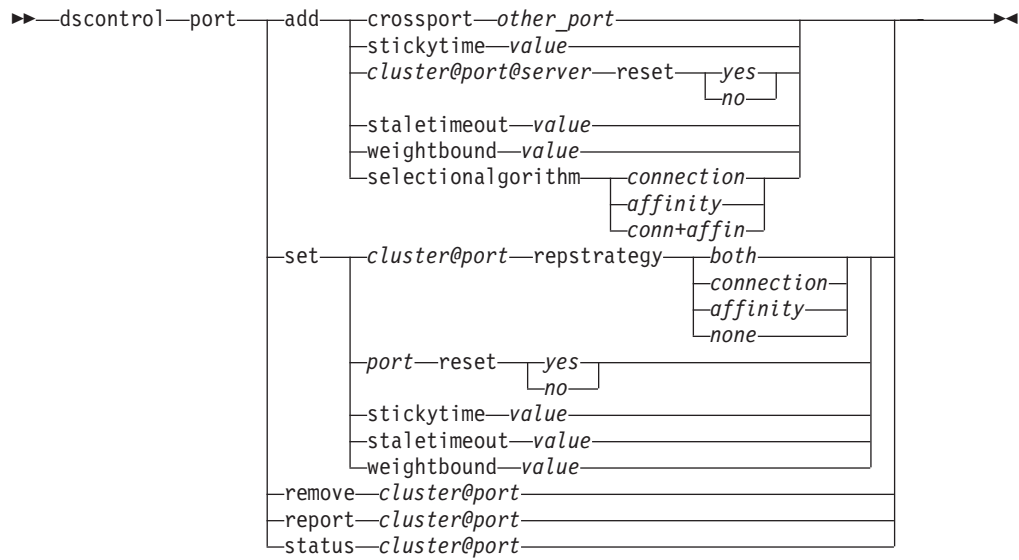 dscontrol port add crossport other_port
stickytime value
cluster@port@server reset yes
no
staletimeout value
weightbound value
selectionalgorithm connection
affinity
conn+affin
set cluster@port repstrategy both
connection
affinity
none
port reset yes
no
stickytime value
staletimeout value
weightbound value
remove cluster@port
report cluster@port
status cluster@port